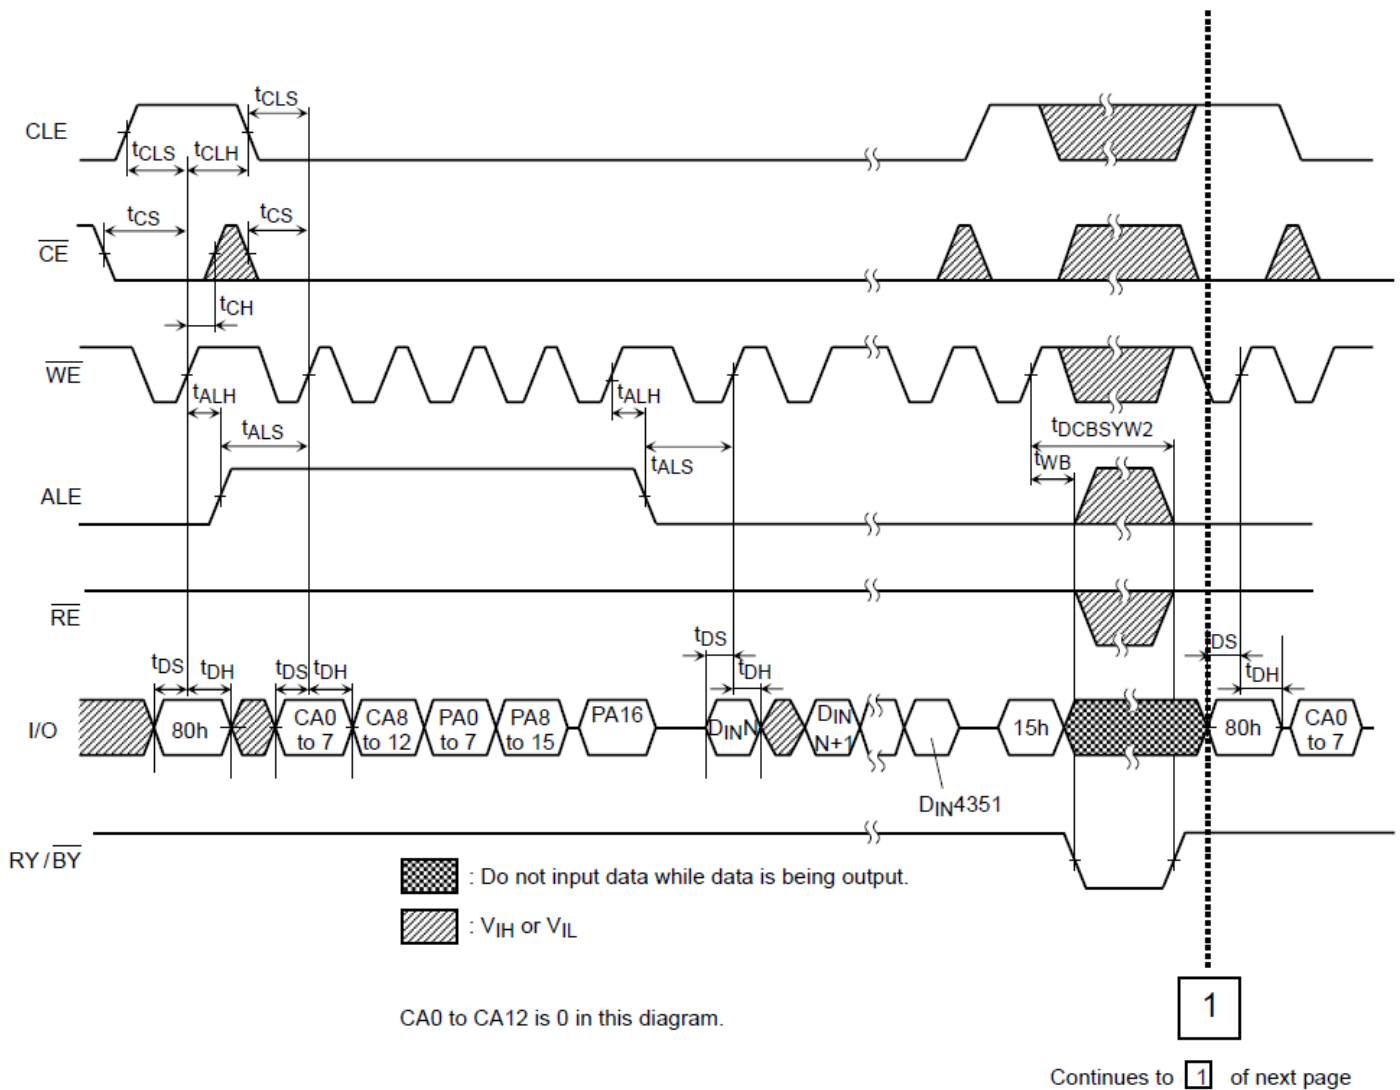 tCLS
CLE
tCLS tCLH
tCS tCS
CE
tCH
WE
tALH tALH
tALS tDCBSYW2
tALS tWB
ALE
RE
tDS DS
tDS tDH tDS tDH tDH tDH
I/O 80h CA0 to 7 CA8 to 12 PA0 to 7 PA8 to 15 PA16 DINN DIN N+1 15h 80h CA0 to 7
DIN4351
RY / BY
: Do not input data while data is being output.
: VIH or VIL
1
CA0 to CA12 is 0 in this diagram.
Continues to 1 of next page